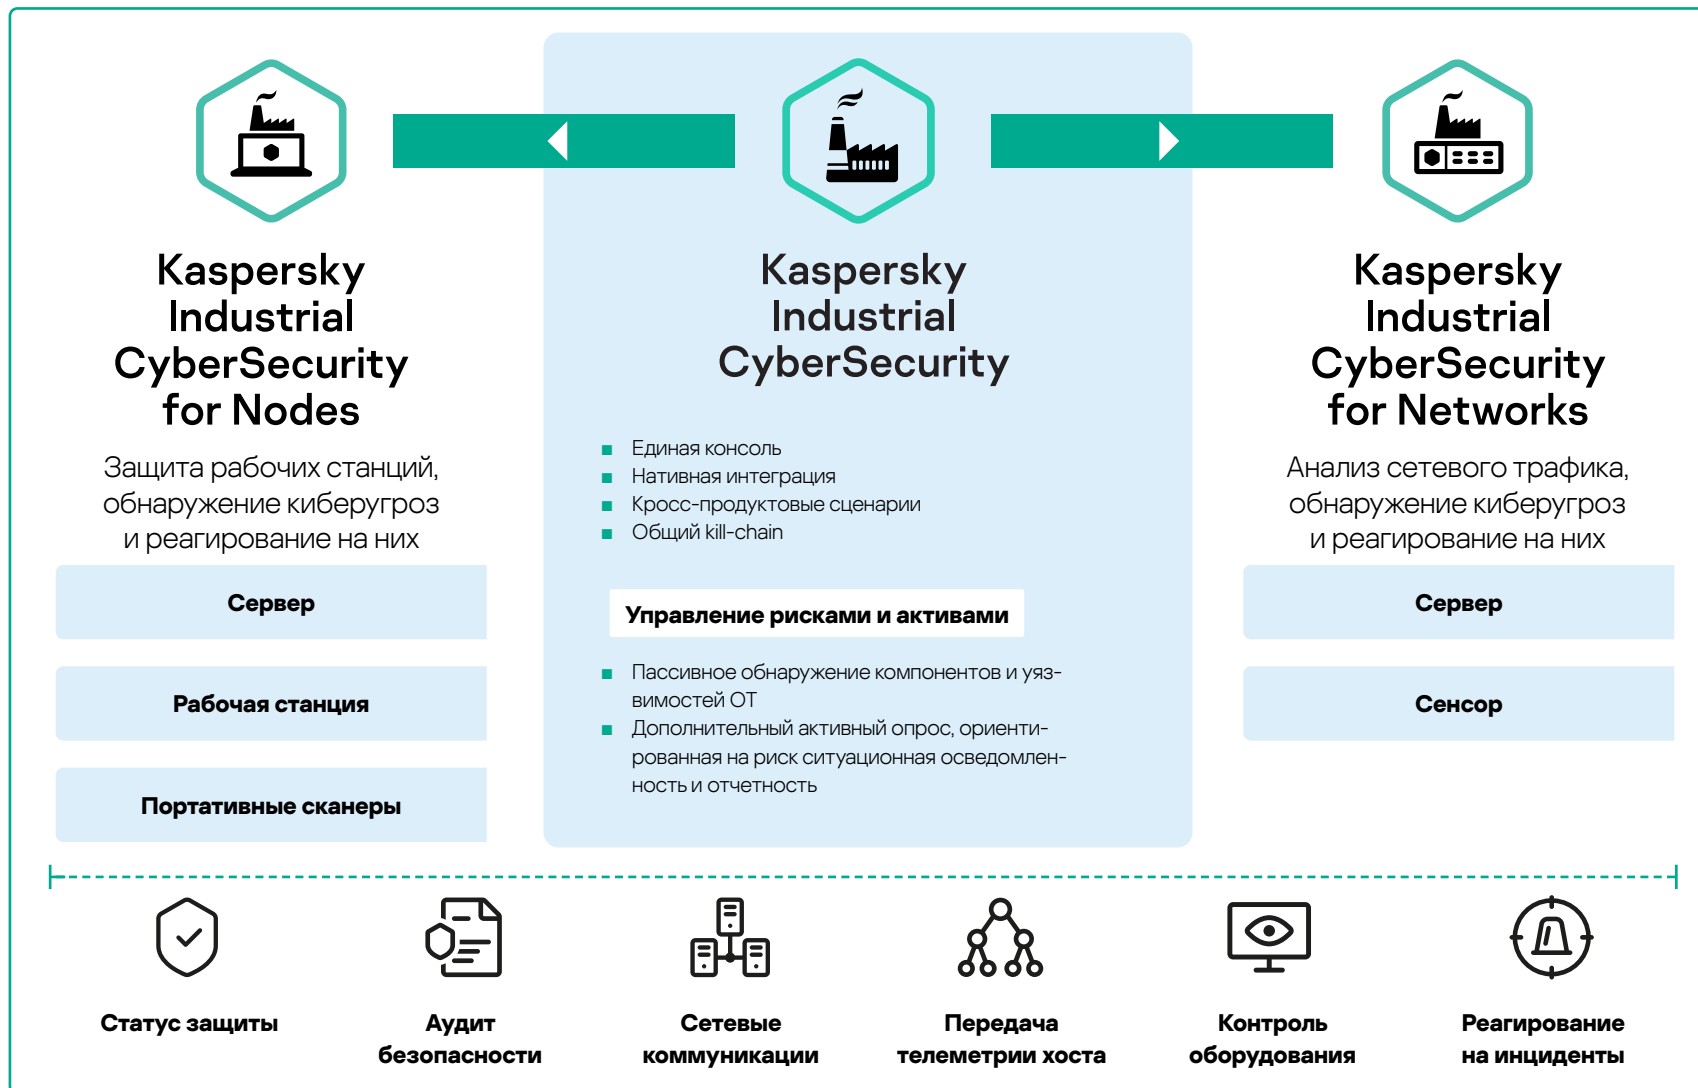 Kaspersky
Industrial
CyberSecurity
for Nodes
Защита рабочих станций,
обнаружение киберугроз
и реагирование на них
Сервер
Рабочая станция
Портативные сканеры
Kaspersky
Industrial
CyberSecurity
Единая консоль
Нативная интеграция
Кросс-продуктовые сценарии
Общий kill-chain
Управление рисками и активами
Пассивное обнаружение компонентов и уяз-
вимостей ОТ
Дополнительный активный опрос, ориенти-
рованная на риск ситуационная осведомлен-
ность и отчетность
Kaspersky
Industrial
CyberSecurity
for Networks
Анализ сетевого трафика,
обнаружение киберугроз
и реагирование на них
Сервер
Сенсор
Статус защиты
Аудит
безопасности
Сетевые
коммуникации
Передача
телеметрии хоста
Контроль
оборудования
Реагирование
на инциденты